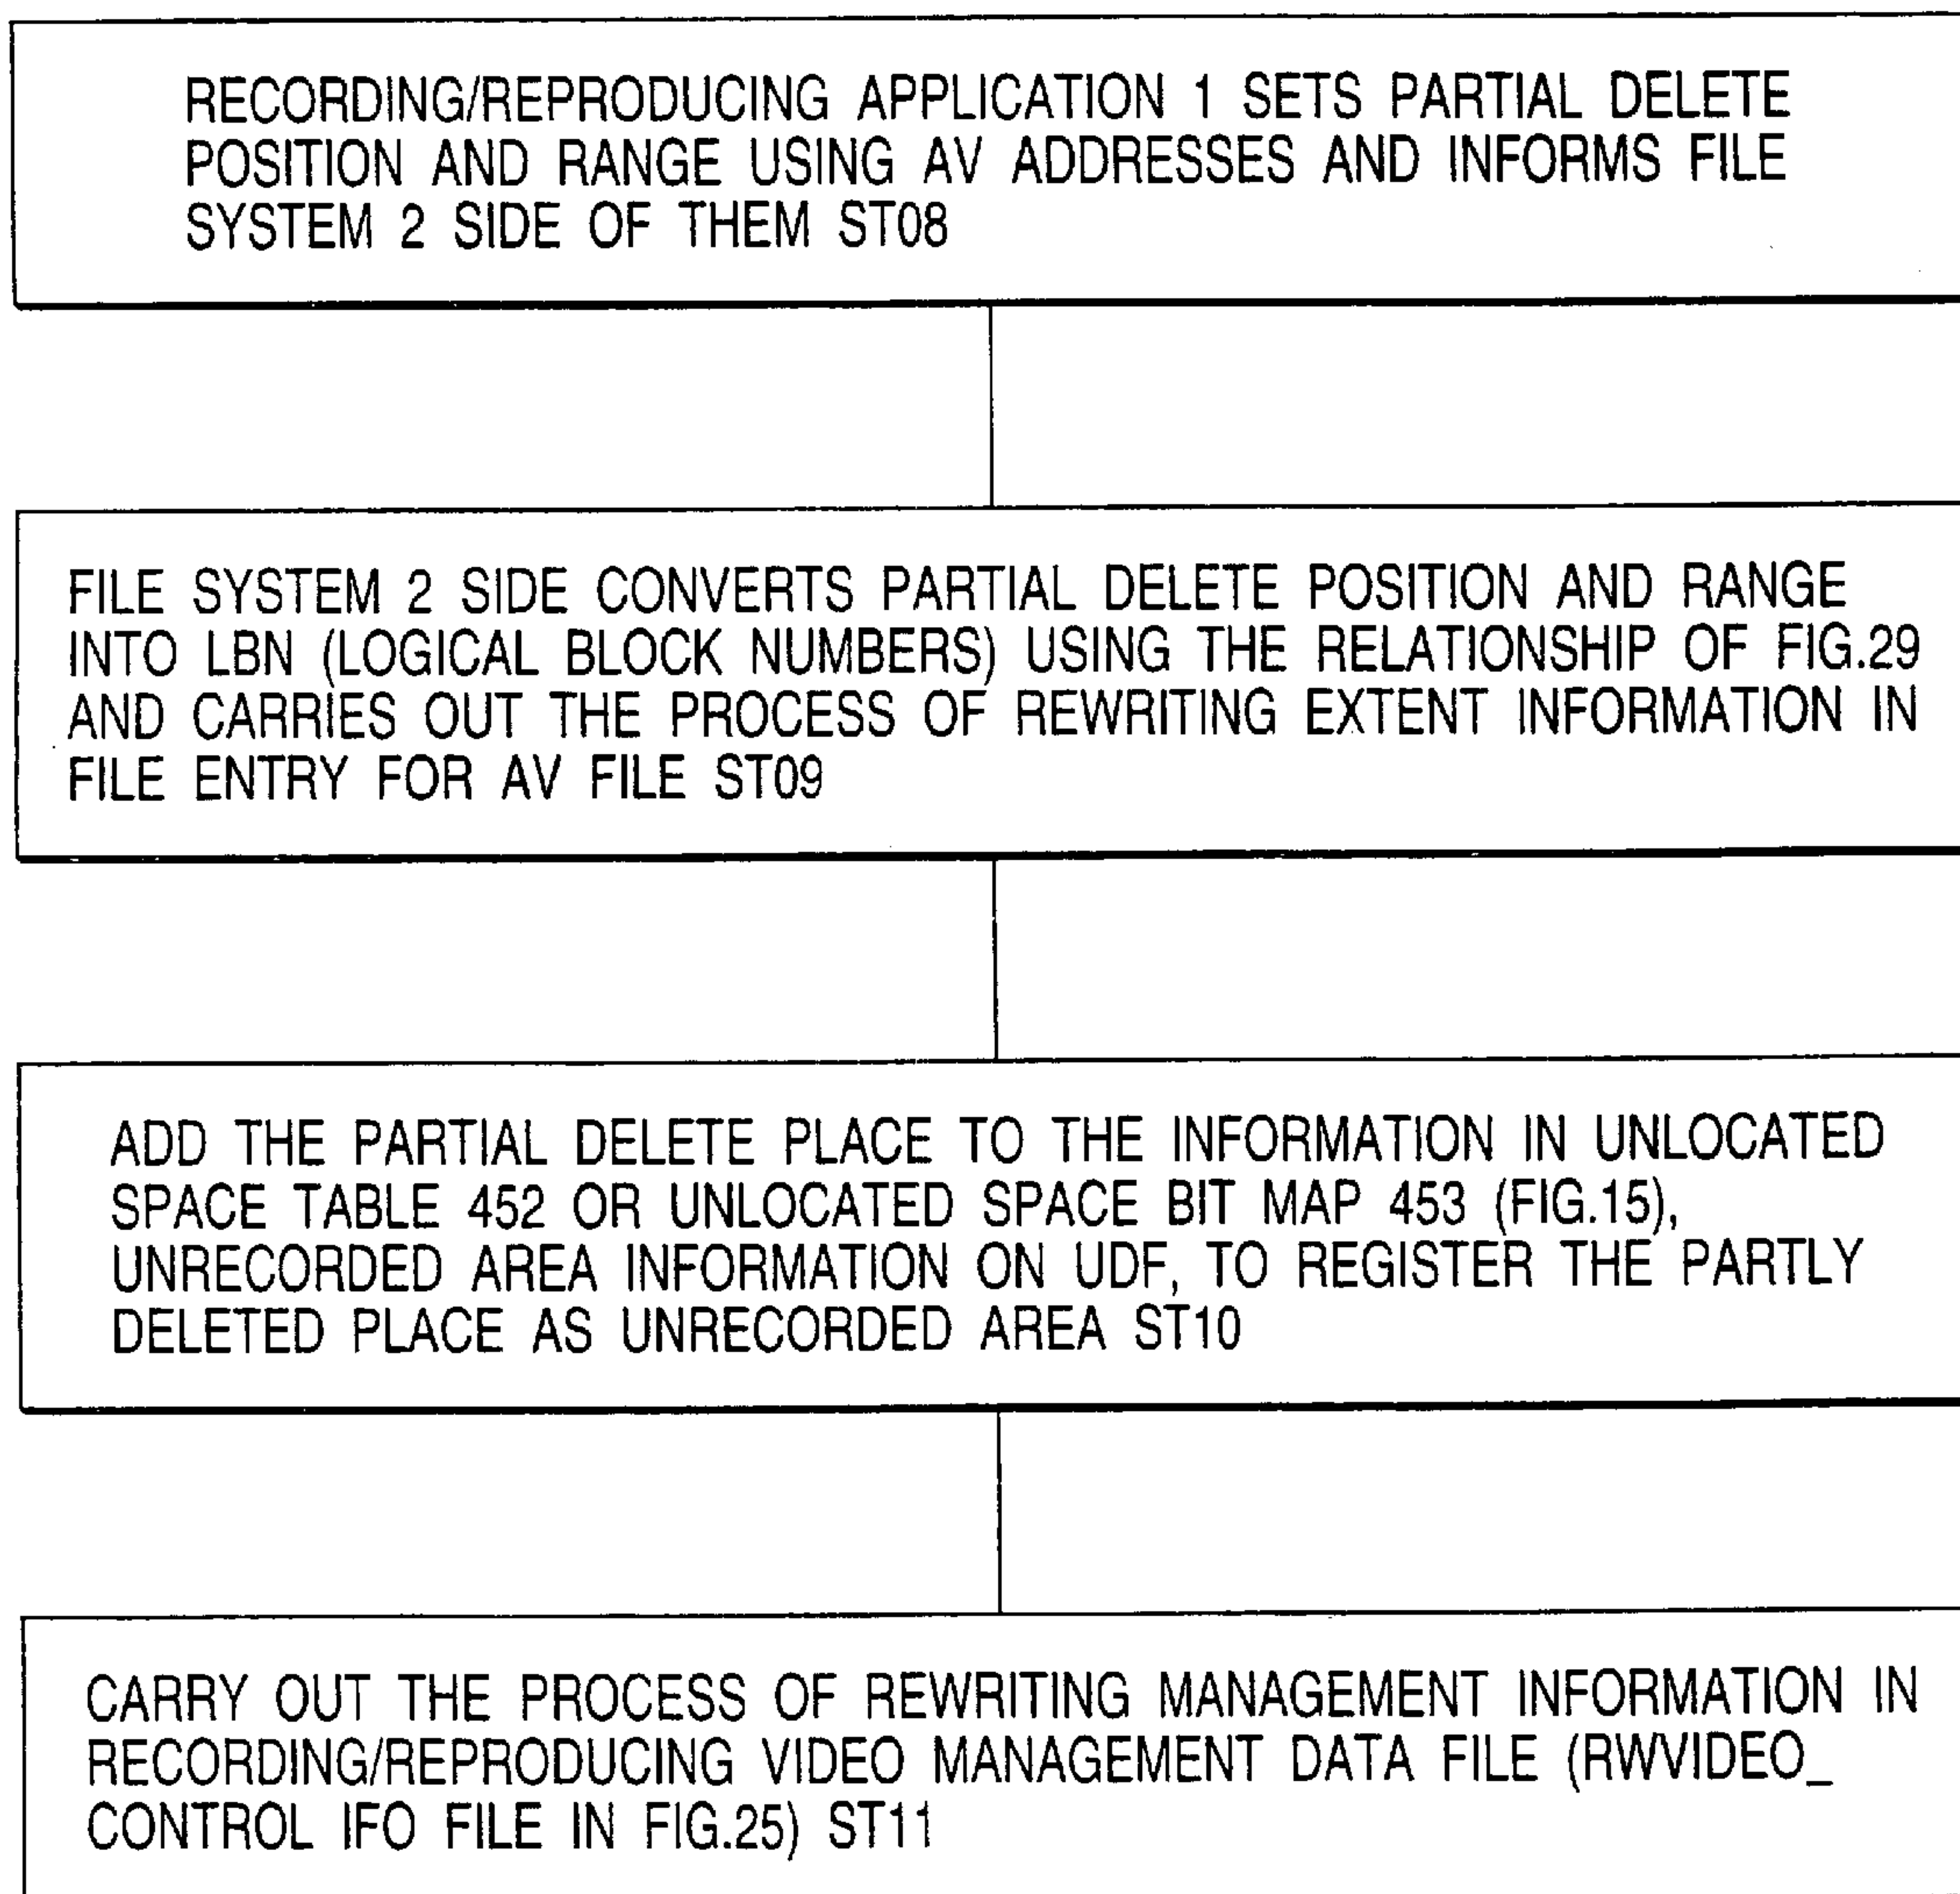 RECORDING/REPRODUCING APPLICATION 1 SETS PARTIAL DELETE
POSITION AND RANGE USING AV ADDRESSES AND INFORMS FILE
SYSTEM 2 SIDE OF THEM ST08
FILE SYSTEM 2 SIDE CONVERTS PARTIAL DELETE POSITION AND RANGE
INTO LBN (LOGICAL BLOCK NUMBERS) USING THE RELATIONSHIP OF FIG.29
AND CARRIES OUT THE PROCESS OF REWRITING EXTENT INFORMATION IN
FILE ENTRY FOR AV FILE ST09
ADD THE PARTIAL DELETE PLACE TO THE INFORMATION IN UNLOCATED
SPACE TABLE 452 OR UNLOCATED SPACE BIT MAP 453 (FIG.15),
UNRECORDED AREA INFORMATION ON UDF, TO REGISTER THE PARTLY
DELETED PLACE AS UNRECORDED AREA ST10
CARRY OUT THE PROCESS OF REWRITING MANAGEMENT INFORMATION IN
RECORDING/REPRODUCING VIDEO MANAGEMENT DATA FILE (RWVIDEO_
CONTROL IFO FILE IN FIG.25) ST11